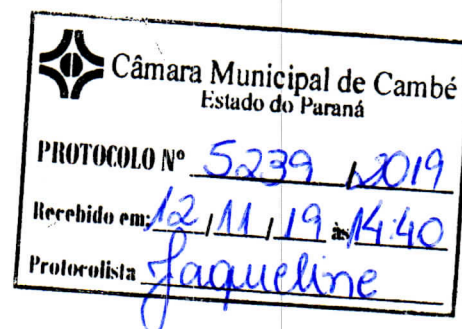 Câmara Municipal de Cambé
Estado do Paraná
PROTOCOLO Nº 5239 / 2019
Recebido em: 12 / 11 / 19 às 14:40
Protocolista Jaqueline